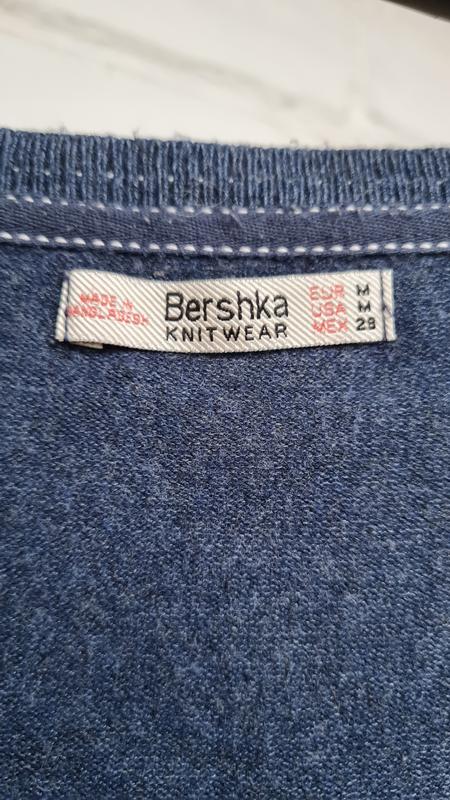 MADE IN
BANGLADESH
Bershka
KNITWEAR
EUR M
USA M
MEX 28